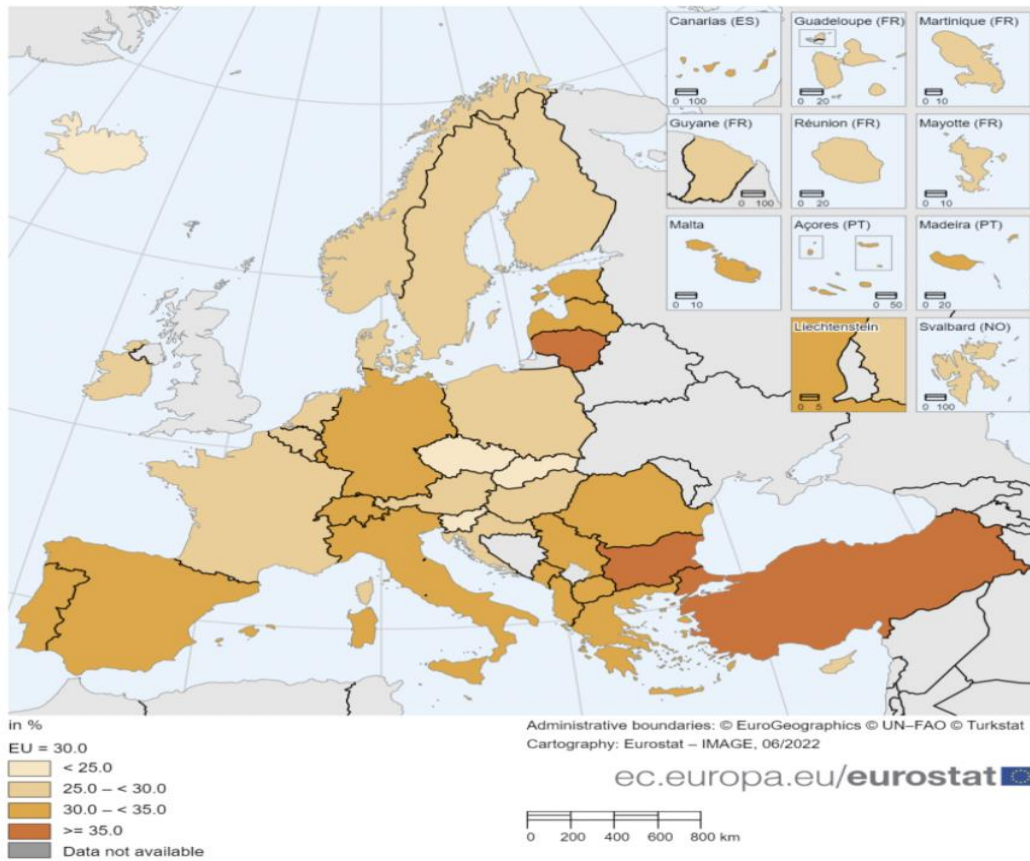 Canarias (ES)
0 100
Guadeloupe (FR)
0 20
Martinique (FR)
0 10
Guyane (FR)
0 100
Réunion (FR)
0 20
Mayotte (FR)
0 10
Malta
0 10
Açores (PT)
0 50
Madeira (PT)
0 20
Liechtenstein
0 5
Svalbard (NO)
0 100
in %
EU = 30.0
< 25.0
25.0 – < 30.0
30.0 – < 35.0
>= 35.0
Data not available
Administrative boundaries: © EuroGeographics © UN–FAO © Turkstat
Cartography: Eurostat – IMAGE, 06/2022
ec.europa.eu/eurostat
0 200 400 600 800 km